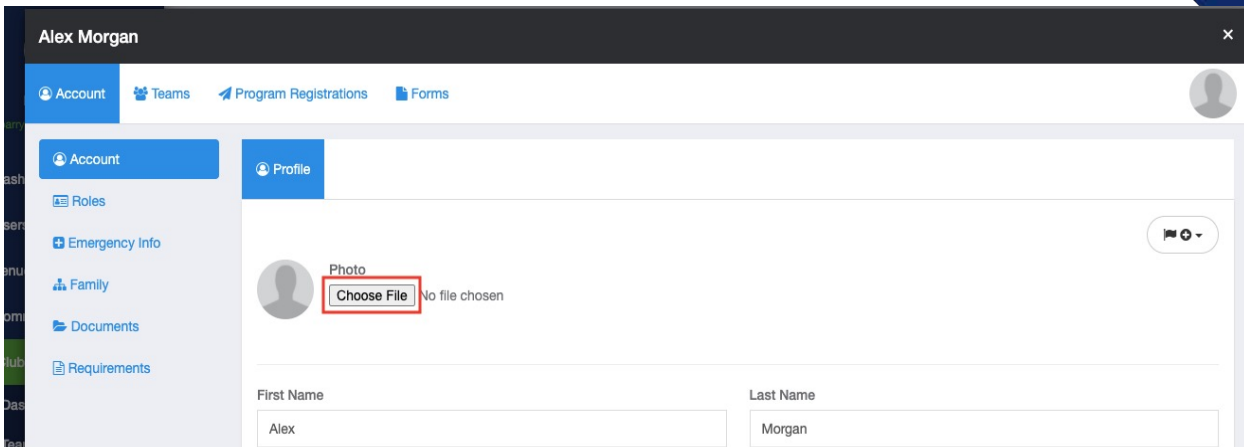 Alex Morgan ×
Account Teams Program Registrations Forms
Account
Profile
Roles
Emergency Info
Family
Documents
Requirements
Photo
Choose File No file chosen
First Name Last Name
Alex Morgan